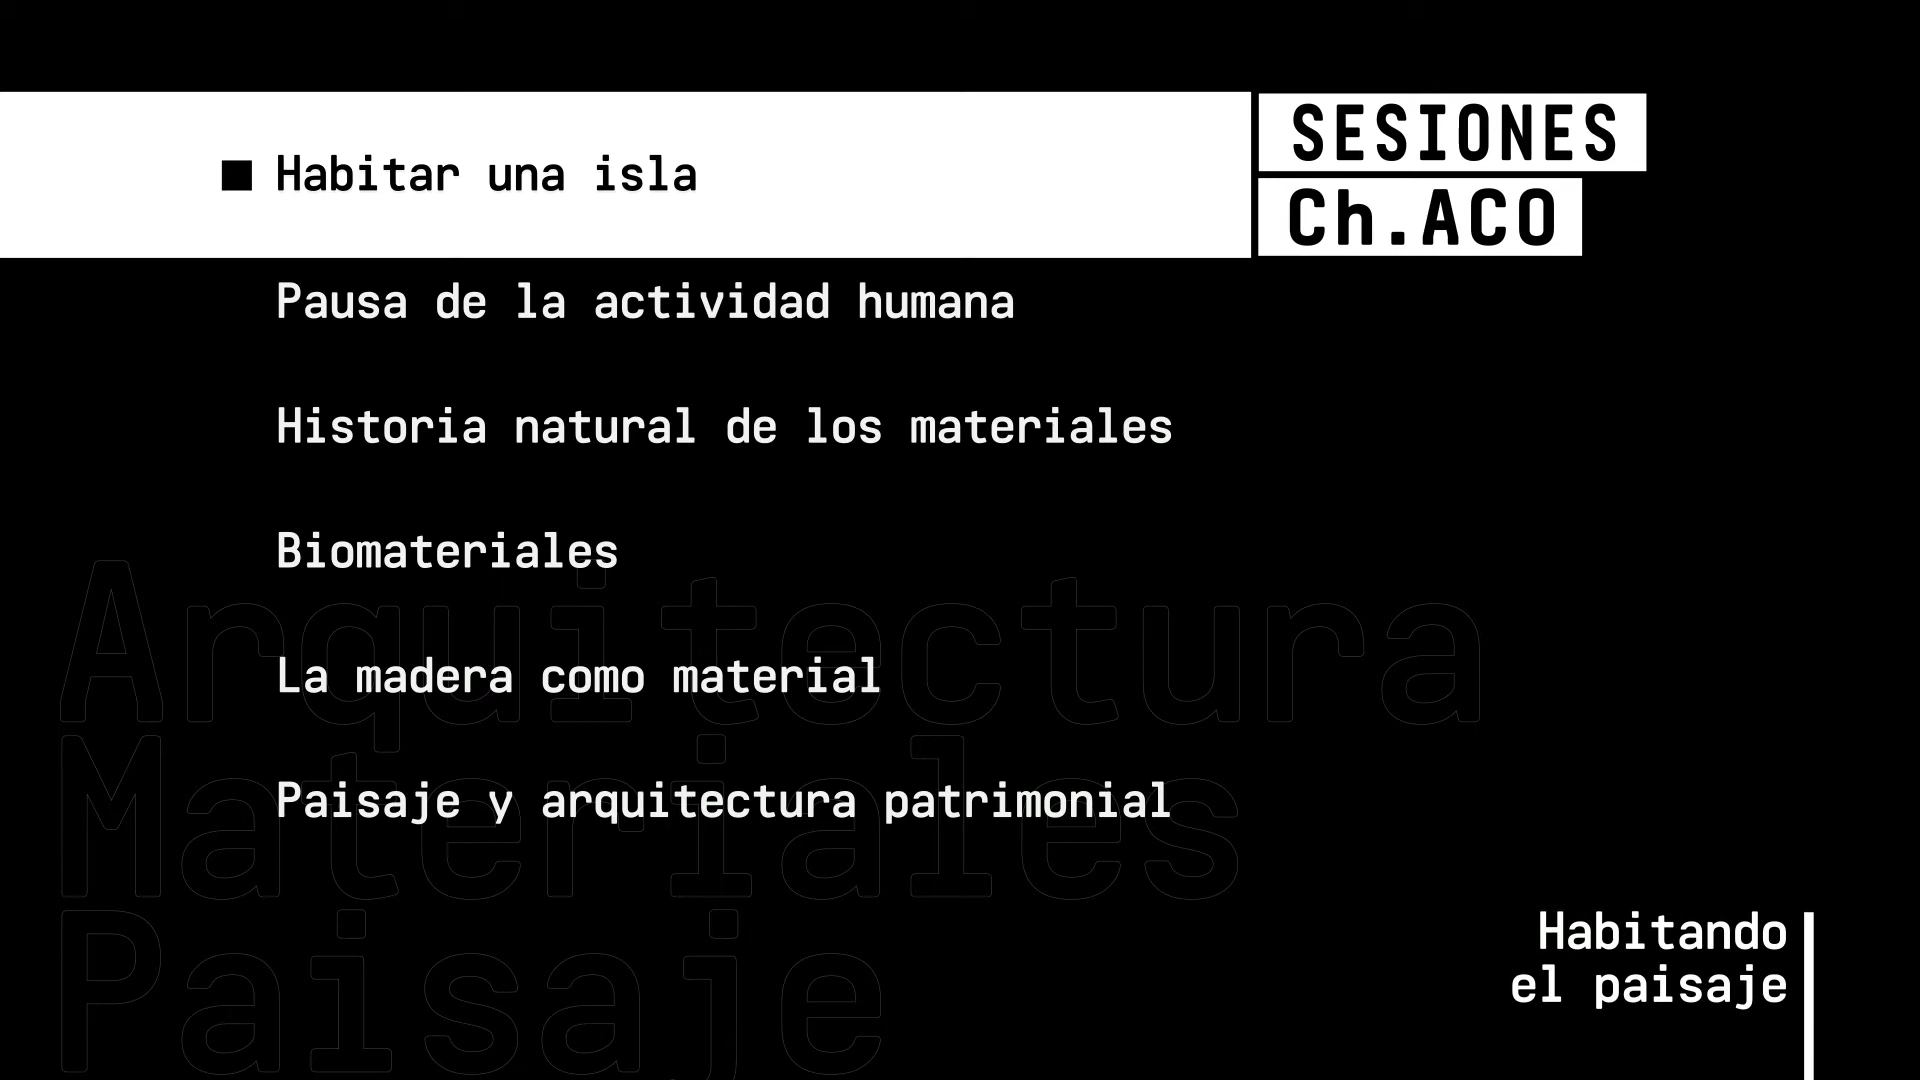 Habitar una isla
SESIONES
Ch.ACO
Pausa de la actividad humana
Historia natural de los materiales
Biomateriales
La madera como material
Paisaje y arquitectura patrimonial
Arquitectura
Materiales
Paisaje
Habitando
el paisaje